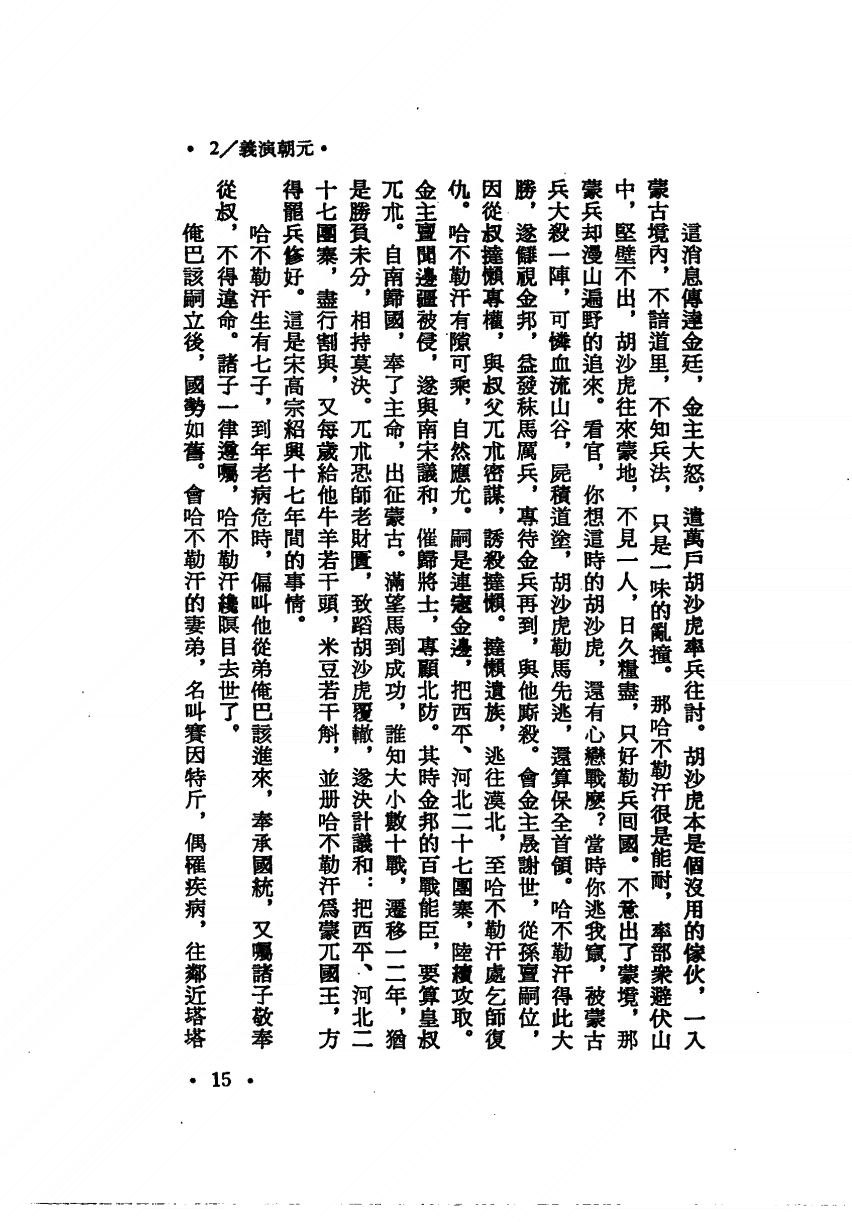 •2/義演朝元•
這消息傳達金廷，金主大怒，遣萬戶胡沙虎率兵往討。胡沙虎本是個沒用的傢伙，一入
蒙古境內，不諳道里，不知兵法，只是一味的亂撞。那哈不勒汗很是能耐，率部衆避伏山
中，堅壁不出，胡沙虎往來蒙地，不見一人，日久糧盡，只好勒兵囘國。不意出了蒙境，那
蒙兵却漫山遍野的追來。看官，你想這時的胡沙虎，還有心戀戰麼？當時你逃我竄，被蒙古
兵大殺一陣，可憐血流山谷，屍積道塗，胡沙虎勒馬先逃，還算保全首領。哈不勒汗得此大
勝，遂讎視金邦，益發秣馬厲兵，專待金兵再到，與他廝殺。會金主晟謝世，從孫亶嗣位，
因從叔撻懶專權，與叔父兀朮密謀，誘殺撻懶。撻懶遺族，逃往漠北，至哈不勒汗處乞師復
仇。哈不勒汗有隙可乘，自然應允。嗣是連寇金邊，把西平、河北二十七團寨，陸續攻取。
金主亶聞邊疆被侵，遂與南宋議和，催歸將士，專顧北防。其時金邦的百戰能臣，要算皇叔
兀朮。自南歸國，奉了主命，出征蒙古。滿望馬到成功，誰知大小數十戰，遷移一二年，猶
是勝負未分，相持莫決。兀朮恐師老財匱，致蹈胡沙虎覆轍，遂決計議和：把西平、河北二
十七團寨，盡行割與，又每歲給他牛羊若干頭，米豆若干斛，並册哈不勒汗爲蒙兀國王，方
得罷兵修好。這是宋高宗紹興十七年間的事情。
哈不勒汗生有七子，到年老病危時，偏叫他從弟俺巴該進來，奉承國統，又囑諸子敬奉
從叔，不得違命。諸子一律遵囑，哈不勒汗纔瞑目去世了。
俺巴該嗣立後，國勢如舊。會哈不勒汗的妻弟，名叫賽因特斤，偶罹疾病，往鄰近塔塔
•15•